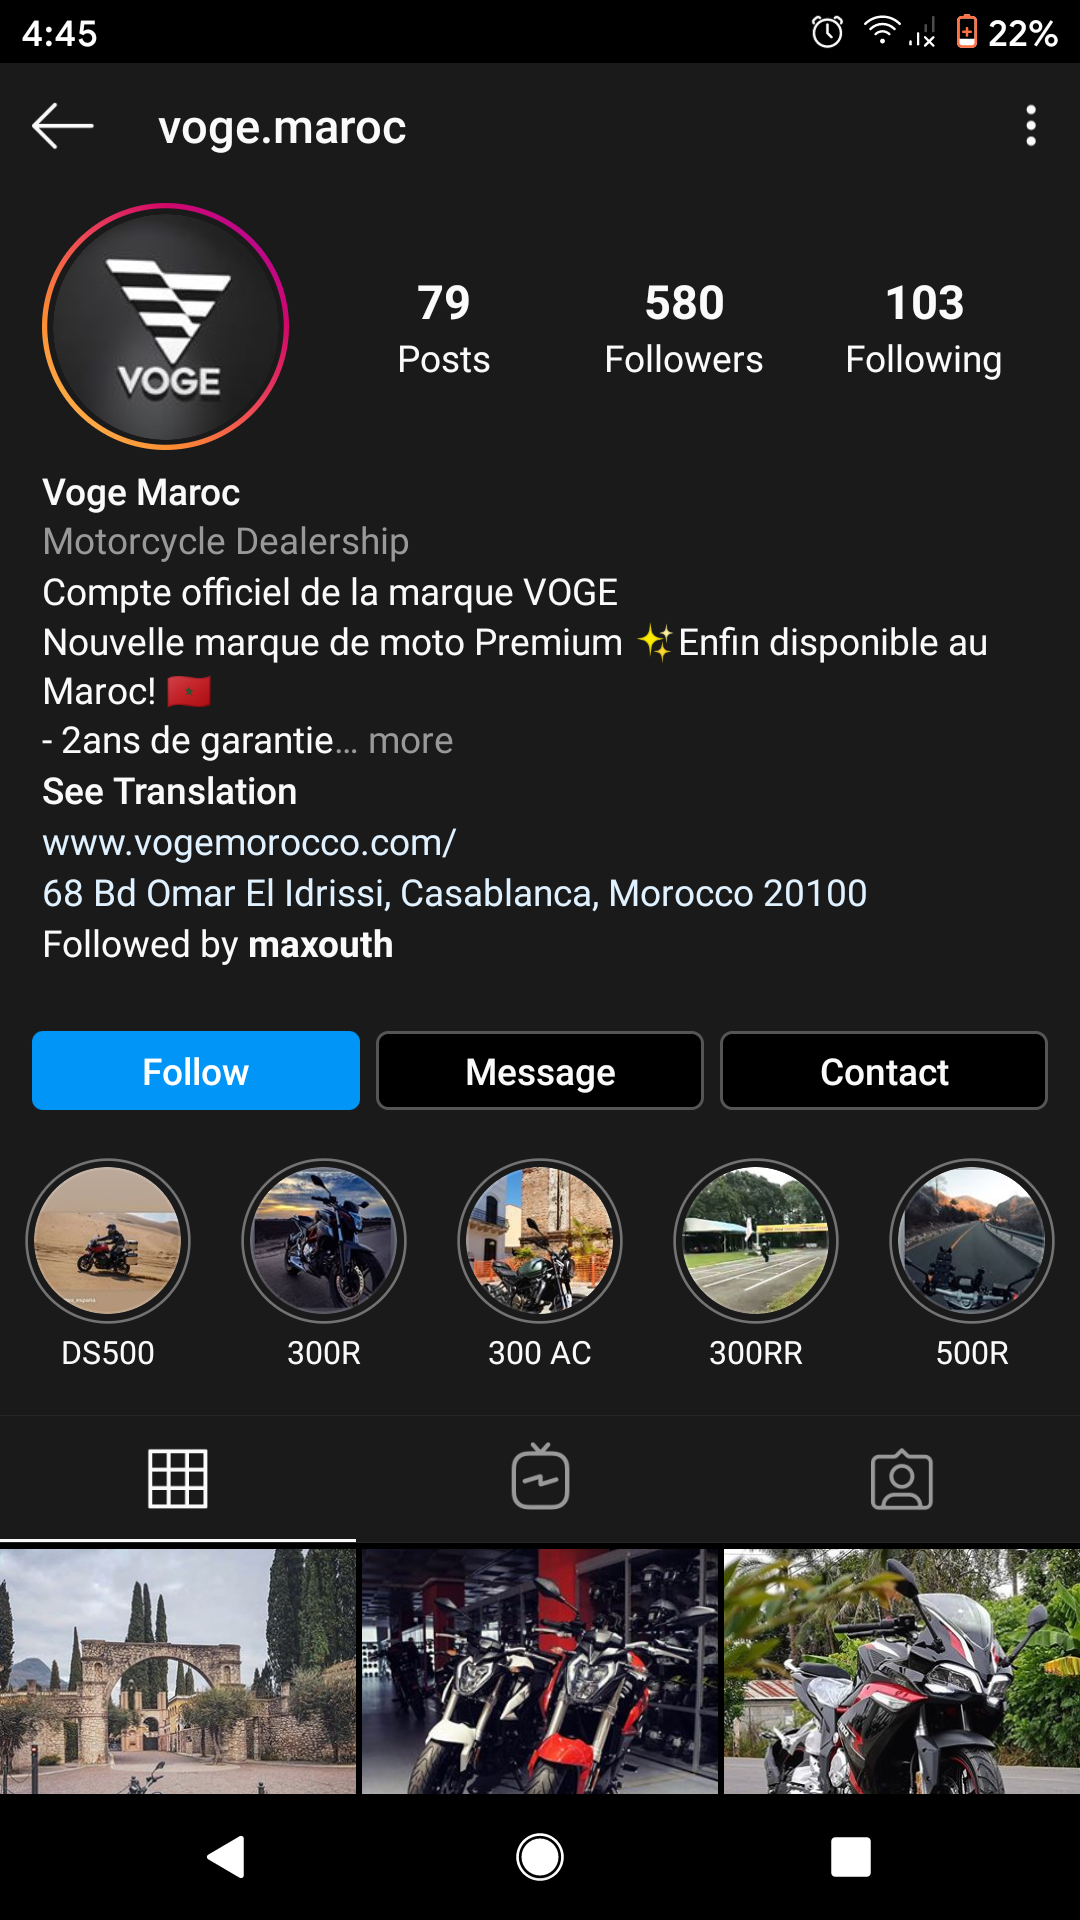 4:45 22%
voge.maroc
VOGE
79 580 103
Posts Followers Following
Voge Maroc
Motorcycle Dealership
Compte officiel de la marque VOGE
Nouvelle marque de moto Premium ✨Enfin disponible au
Maroc! 🇲🇦
- 2ans de garantie… more
See Translation
www.vogemorocco.com/
68 Bd Omar El Idrissi, Casablanca, Morocco 20100
Followed by maxouth
Follow Message Contact
DS500 300R 300 AC 300RR 500R